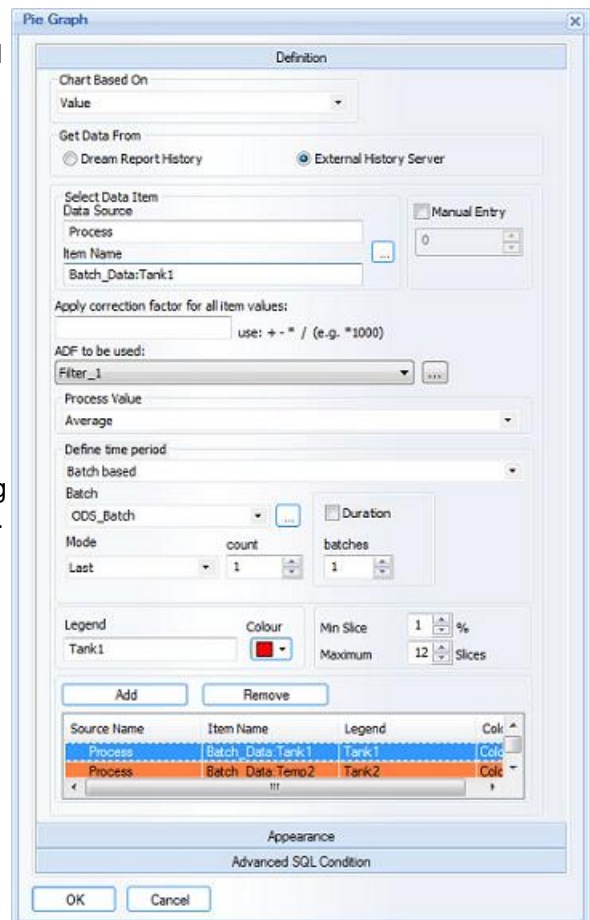 Pie Graph
Definition
Chart Based On
Value
Get Data From
Dream Report History
External History Server
Select Data Item
Data Source
Process
Manual Entry
0
Item Name
...
Batch_Data:Tank1
Apply correction factor for all item values:
use: + - * / (e.g. *1000)
ADF to be used:
Filter_1
...
Process Value
Average
Define time period
Batch based
Batch
ODS_Batch
...
Duration
Mode
count
batches
Last
1
1
Legend
Colour
Min Slice
1
%
Tank1
Maximum
12
Slices
Add
Remove
Source Name Item Name Legend Colo
Process Batch_Data:Tank1 Tank1 Colo
Process Batch_Data:Temp2 Tank2 Colo
Appearance
Advanced SQL Condition
OK
Cancel
g